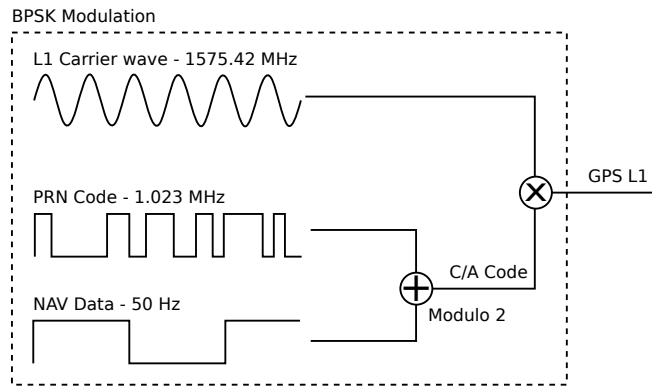 BPSK Modulation
L1 Carrier wave - 1575.42 MHz
GPS L1
PRN Code - 1.023 MHz
C/A Code
NAV Data - 50 Hz
Modulo 2